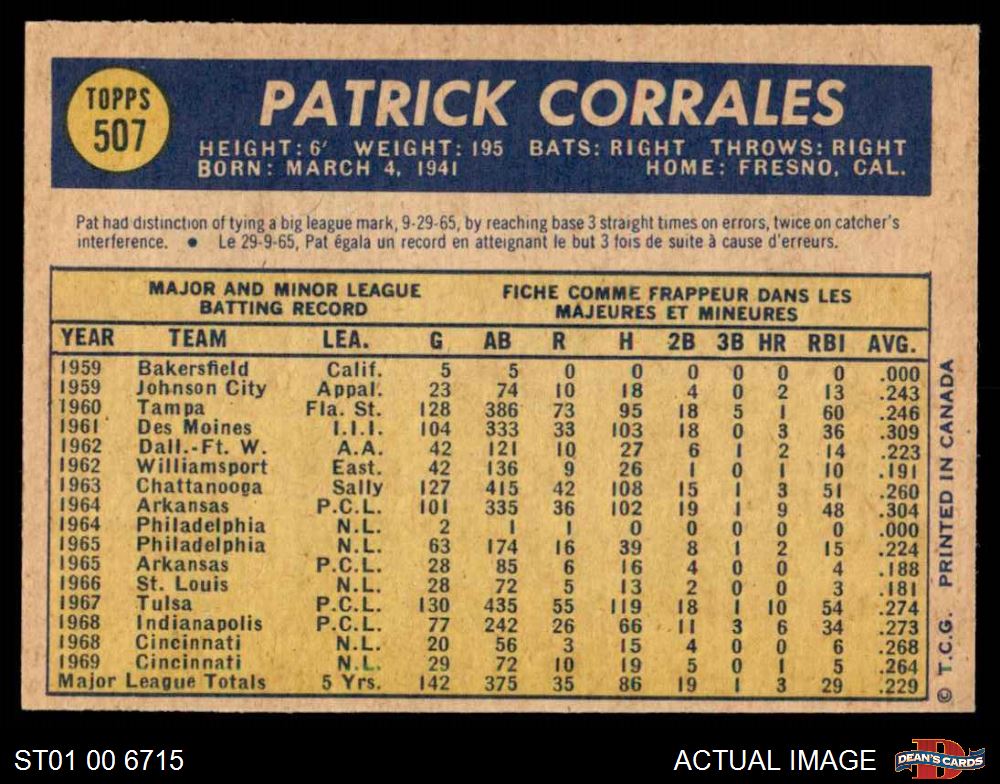 TOPPS
507
PATRICK CORRALES
HEIGHT: 6' WEIGHT: 195 BATS: RIGHT THROWS: RIGHT
BORN: MARCH 4, 1941 HOME: FRESNO, CAL.
Pat had distinction of tying a big league mark, 9-29-65, by reaching base 3 straight times on errors, twice on catcher's
interference. • Le 29-9-65, Pat égala un record en atteignant le but 3 fois de suite à cause d'erreurs.
MAJOR AND MINOR LEAGUE FICHE COMME FRAPPEUR DANS LES
BATTING RECORD MAJEURES ET MINEURES
YEAR TEAM LEA. G AB R H 2B 3B HR RBI AVG.
1959 Bakersfield Calif. 5 5 0 0 0 0 0 0 .000
1959 Johnson City Appal. 23 74 10 18 4 0 2 13 .243
1960 Tampa Fla. St. 128 386 73 95 18 5 1 60 .246
1961 Des Moines I.I.I. 104 333 33 103 18 0 3 36 .309
1962 Dall.-Ft. W. A.A. 42 121 10 27 6 1 2 14 .223
1962 Williamsport East. 42 136 9 26 1 0 1 10 .191
1963 Chattanooga Sally 127 415 42 108 15 1 3 51 .260
1964 Arkansas P.C.L. 101 335 36 102 19 1 9 48 .304
1964 Philadelphia N.L. 2 1 1 0 0 0 0 0 .000
1965 Philadelphia N.L. 63 174 16 39 8 1 2 15 .224
1965 Arkansas P.C.L. 28 85 6 16 4 0 0 4 .188
1966 St. Louis N.L. 28 72 5 13 2 0 0 3 .181
1967 Tulsa P.C.L. 130 435 55 119 18 1 10 54 .274
1968 Indianapolis P.C.L. 77 242 26 66 11 3 6 34 .273
1968 Cincinnati N.L. 20 56 3 15 4 0 0 6 .268
1969 Cincinnati N.L. 29 72 10 19 5 0 1 5 .264
Major League Totals 5 Yrs. 142 375 35 86 19 1 3 29 .229
© T.C.G. PRINTED IN CANADA
ST01 00 6715 ACTUAL IMAGE
D
DEAN'S CARDS